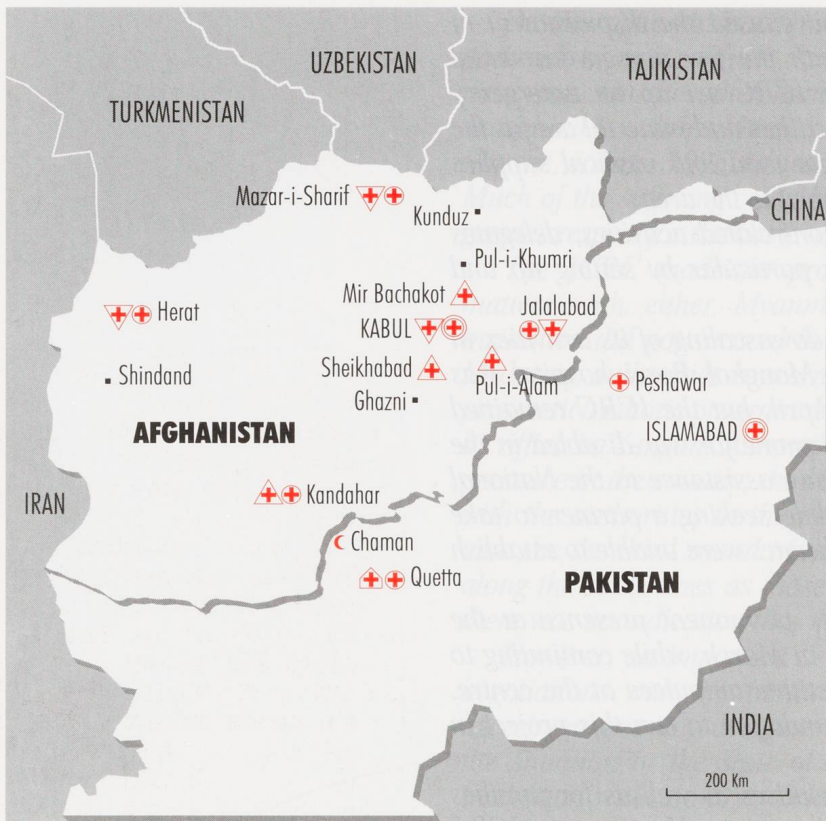 UZBEKISTAN
TAJIKISTAN
TURKMENISTAN
Mazar-i-Sharif
Kunduz
CHINA
Pul-i-Khumri
Mir Bachakot
Jalalabad
Herat
KABUL
Sheikhabad
Pul-i-Alam
Shindand
Peshawar
Ghazni
ISLAMABAD
AFGHANISTAN
IRAN
Kandahar
Chaman
Quetta
PAKISTAN
INDIA
200 Km